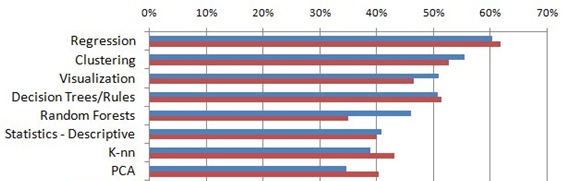 0% 10% 20% 30% 40% 50% 60% 70%
Regression
Clustering
Visualization
Decision Trees/Rules
Random Forests
Statistics - Descriptive
K-nn
PCA